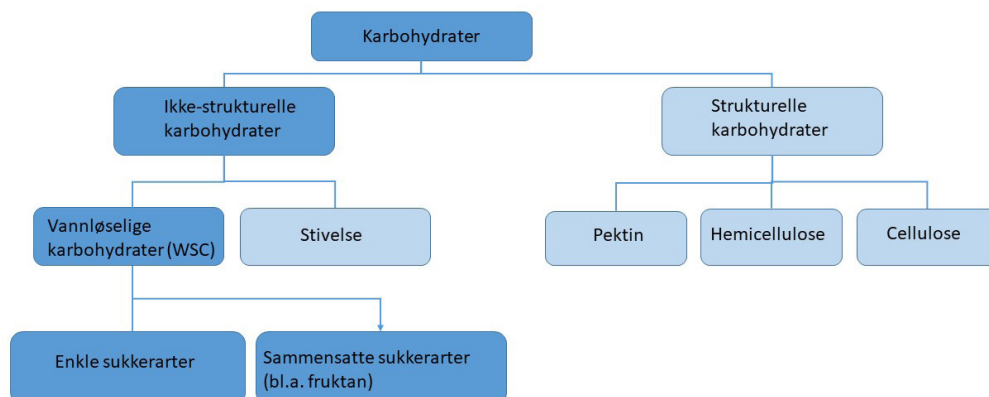 Karbohydrater
Ikke-strukturelle
karbohydrater
Strukturelle
karbohydrater
Vannløselige
karbohydrater (WSC)
Stivelse
Pektin
Hemicellulose
Cellulose
Enkle sukkerarter
Sammensatte sukkerarter
(bl.a. fruktan)